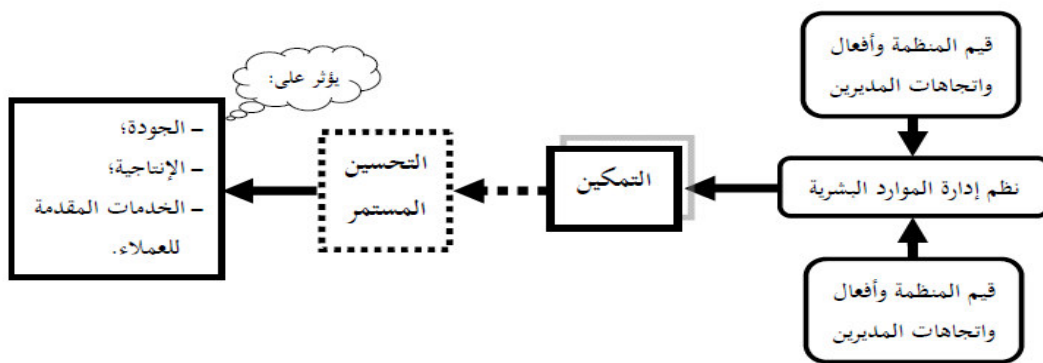 قيم المنظمة وأفعال
واتجاهات المديرين
نظم إدارة الموارد البشرية
قيم المنظمة وأفعال
واتجاهات المديرين
التمكين
التحسين
المستمر
يؤثر على:
– الجودة؛
– الإنتاجية؛
– الخدمات المقدمة
للعملاء.